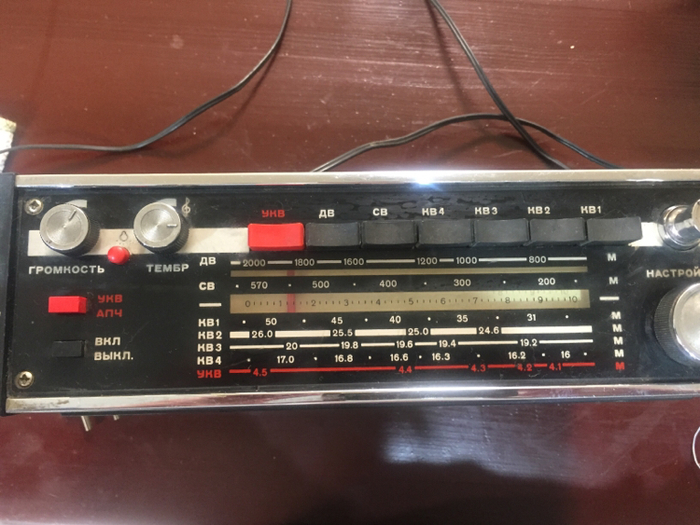 УКВ ДВ СВ КВ4 КВ3 КВ2 КВ1
ГРОМКОСТЬ ТЕМБР
НАСТРОЙ
УКВ
АПЧ
ВКЛ
ВЫКЛ.
ДВ 2000 1800 1600 1200 1000 800 М
СВ 570 500 400 300 200 М
0 1 2 3 4 5 6 7 8 9 10
КВ1 50 45 40 35 31 М
КВ2 26.0 25.5 25.0 24.6 М
КВ3 20 19.8 19.6 19.4 19.2 М
КВ4 17.0 16.8 16.6 16.3 16.2 16 М
УКВ 4.5 4.4 4.3 4.2 4.1 М